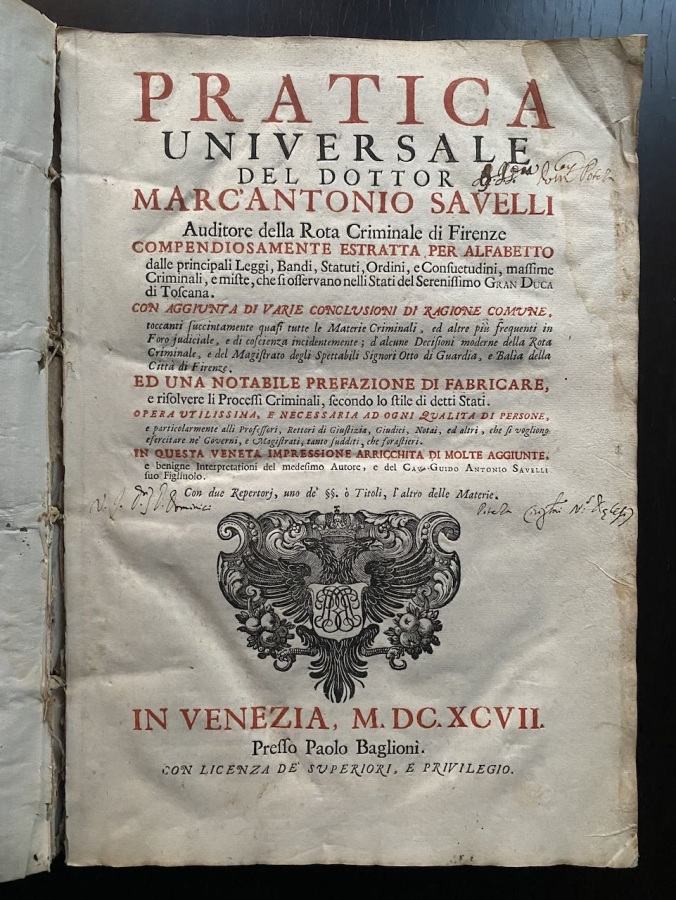 PRATICA
UNIVERSALE
DEL DOTTOR
MARC'ANTONIO SAVELLI
Auditore della Rota Criminale di Firenze
COMPENDIOSAMENTE ESTRATTA PER ALFABETTO
dalle principali Leggi, Bandi, Statuti, Ordini, e Consuetudini, massime
Criminali, e miste, che si osservano nelli Stati del Serenissimo GRAN DUCA
di Toscana.
CON AGGIUNTA DI VARIE CONCLUSIONI DI RAGIONE COMVNE,
toccanti succintamente quasi tutte le Materie Criminali, ed altre più frequenti in
Foro judiciale, e di coscienza incidentemente; d'alcune Decisioni moderne della Rota
Criminale, e del Magistrato degli Spettabili Signori Otto di Guardia, e Balìa della
Città di Firenze.
ED UNA NOTABILE PREFAZIONE DI FABRICARE,
e risolvere li Processi Criminali, secondo lo stile di detti Stati.
OPERA VTILISSIMA, E NECESSARIA AD OGNI QVALITA DI PERSONE,
e particolarmente alli Professori, Rettori di Giustizia, Giudici, Notai, ed altri, che si vogliono
esercitare ne' Governi, e Magistrati, tanto sudditi, che forastieri.
IN QUESTA VENETA IMPRESSIONE ARRICCHITA DI MOLTE AGGIUNTE,
e benigne Interpretationi del medesimo Autore, e del CAV. GUIDO ANTONIO SAVELLI
suo Figliuolo.
Con due Repertorj, uno de' §§. ò Titoli, l'altro delle Materie.
IN VENEZIA, M. DC. XCVII.
Presso Paolo Baglioni.
CON LICENZA DE' SVPERIORI, E PRIVILEGIO.